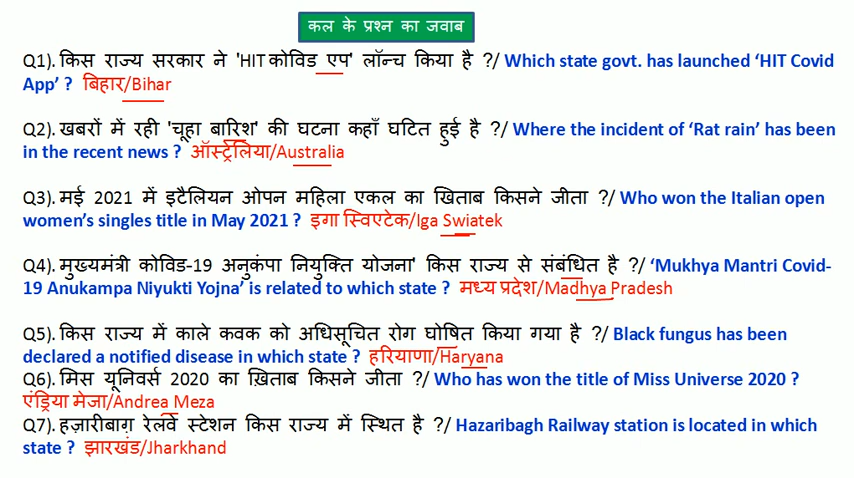 कल के प्रश्न का जवाब
Q1). किस राज्य सरकार ने 'HIT कोविड एप' लॉन्च किया है ?/ Which state govt. has launched ‘HIT Covid
App’ ? बिहार/Bihar
Q2). खबरों में रही 'चूहा बारिश' की घटना कहाँ घटित हुई है ?/ Where the incident of ‘Rat rain’ has been
in the recent news ? ऑस्ट्रेलिया/Australia
Q3). मई 2021 में इटैलियन ओपन महिला एकल का खिताब किसने जीता ?/ Who won the Italian open
women’s singles title in May 2021 ? इगा स्विएटेक/Iga Swiatek
Q4). मुख्यमंत्री कोविड-19 अनुकंपा नियुक्ति योजना' किस राज्य से संबंधित है ?/ ‘Mukhya Mantri Covid-
19 Anukampa Niyukti Yojna’ is related to which state ? मध्य प्रदेश/Madhya Pradesh
Q5). किस राज्य में काले कवक को अधिसूचित रोग घोषित किया गया है ?/ Black fungus has been
declared a notified disease in which state ? हरियाणा/Haryana
Q6). मिस यूनिवर्स 2020 का ख़िताब किसने जीता ?/ Who has won the title of Miss Universe 2020 ?
एंड्रिया मेजा/Andrea Meza
Q7). हज़ारीबाग़ रेलवे स्टेशन किस राज्य में स्थित है ?/ Hazaribagh Railway station is located in which
state ? झारखंड/Jharkhand